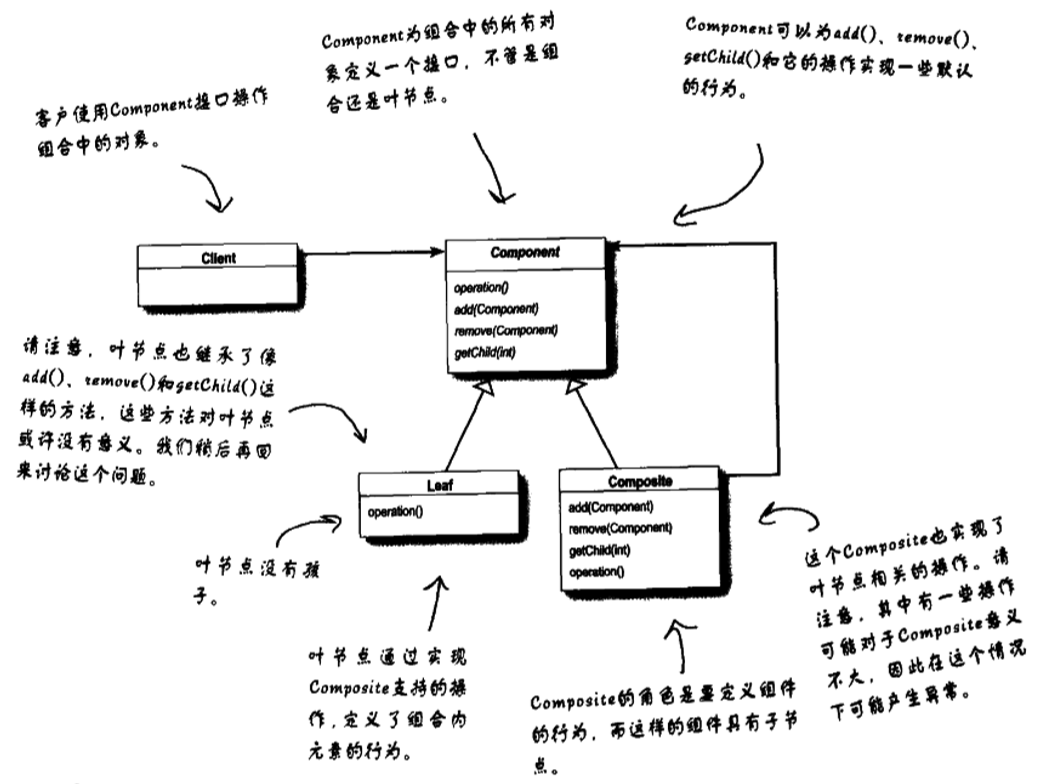 Component为组合中的所有对
象定义一个接口，不管是组
合还是叶节点。
Component可以为add()、remove()、
getChild()和它的操作实现一些默认
的行为。
客户使用Component接口操作
组合中的对象。
Client
Component
operation()
add(Component)
remove(Component)
getChild(int)
请注意，叶节点也继承了像
add()、remove()和getChild()这
样的方法，这些方法对叶节点
或许没有意义。我们稍后再回
来讨论这个问题。
Leaf
operation()
Composite
add(Component)
remove(Component)
getChild(int)
operation()
叶节点没有孩
子。
这个Composite也实现了
叶节点相关的操作。请
注意，其中有一些操作
可能对于Composite意义
不大，因此在这个情况
下可能产生异常。
叶节点通过实现
Composite支持的操
作，定义了组合内
元素的行为。
Composite的角色是要定义组件
的行为，而这样的组件具有子节
点。